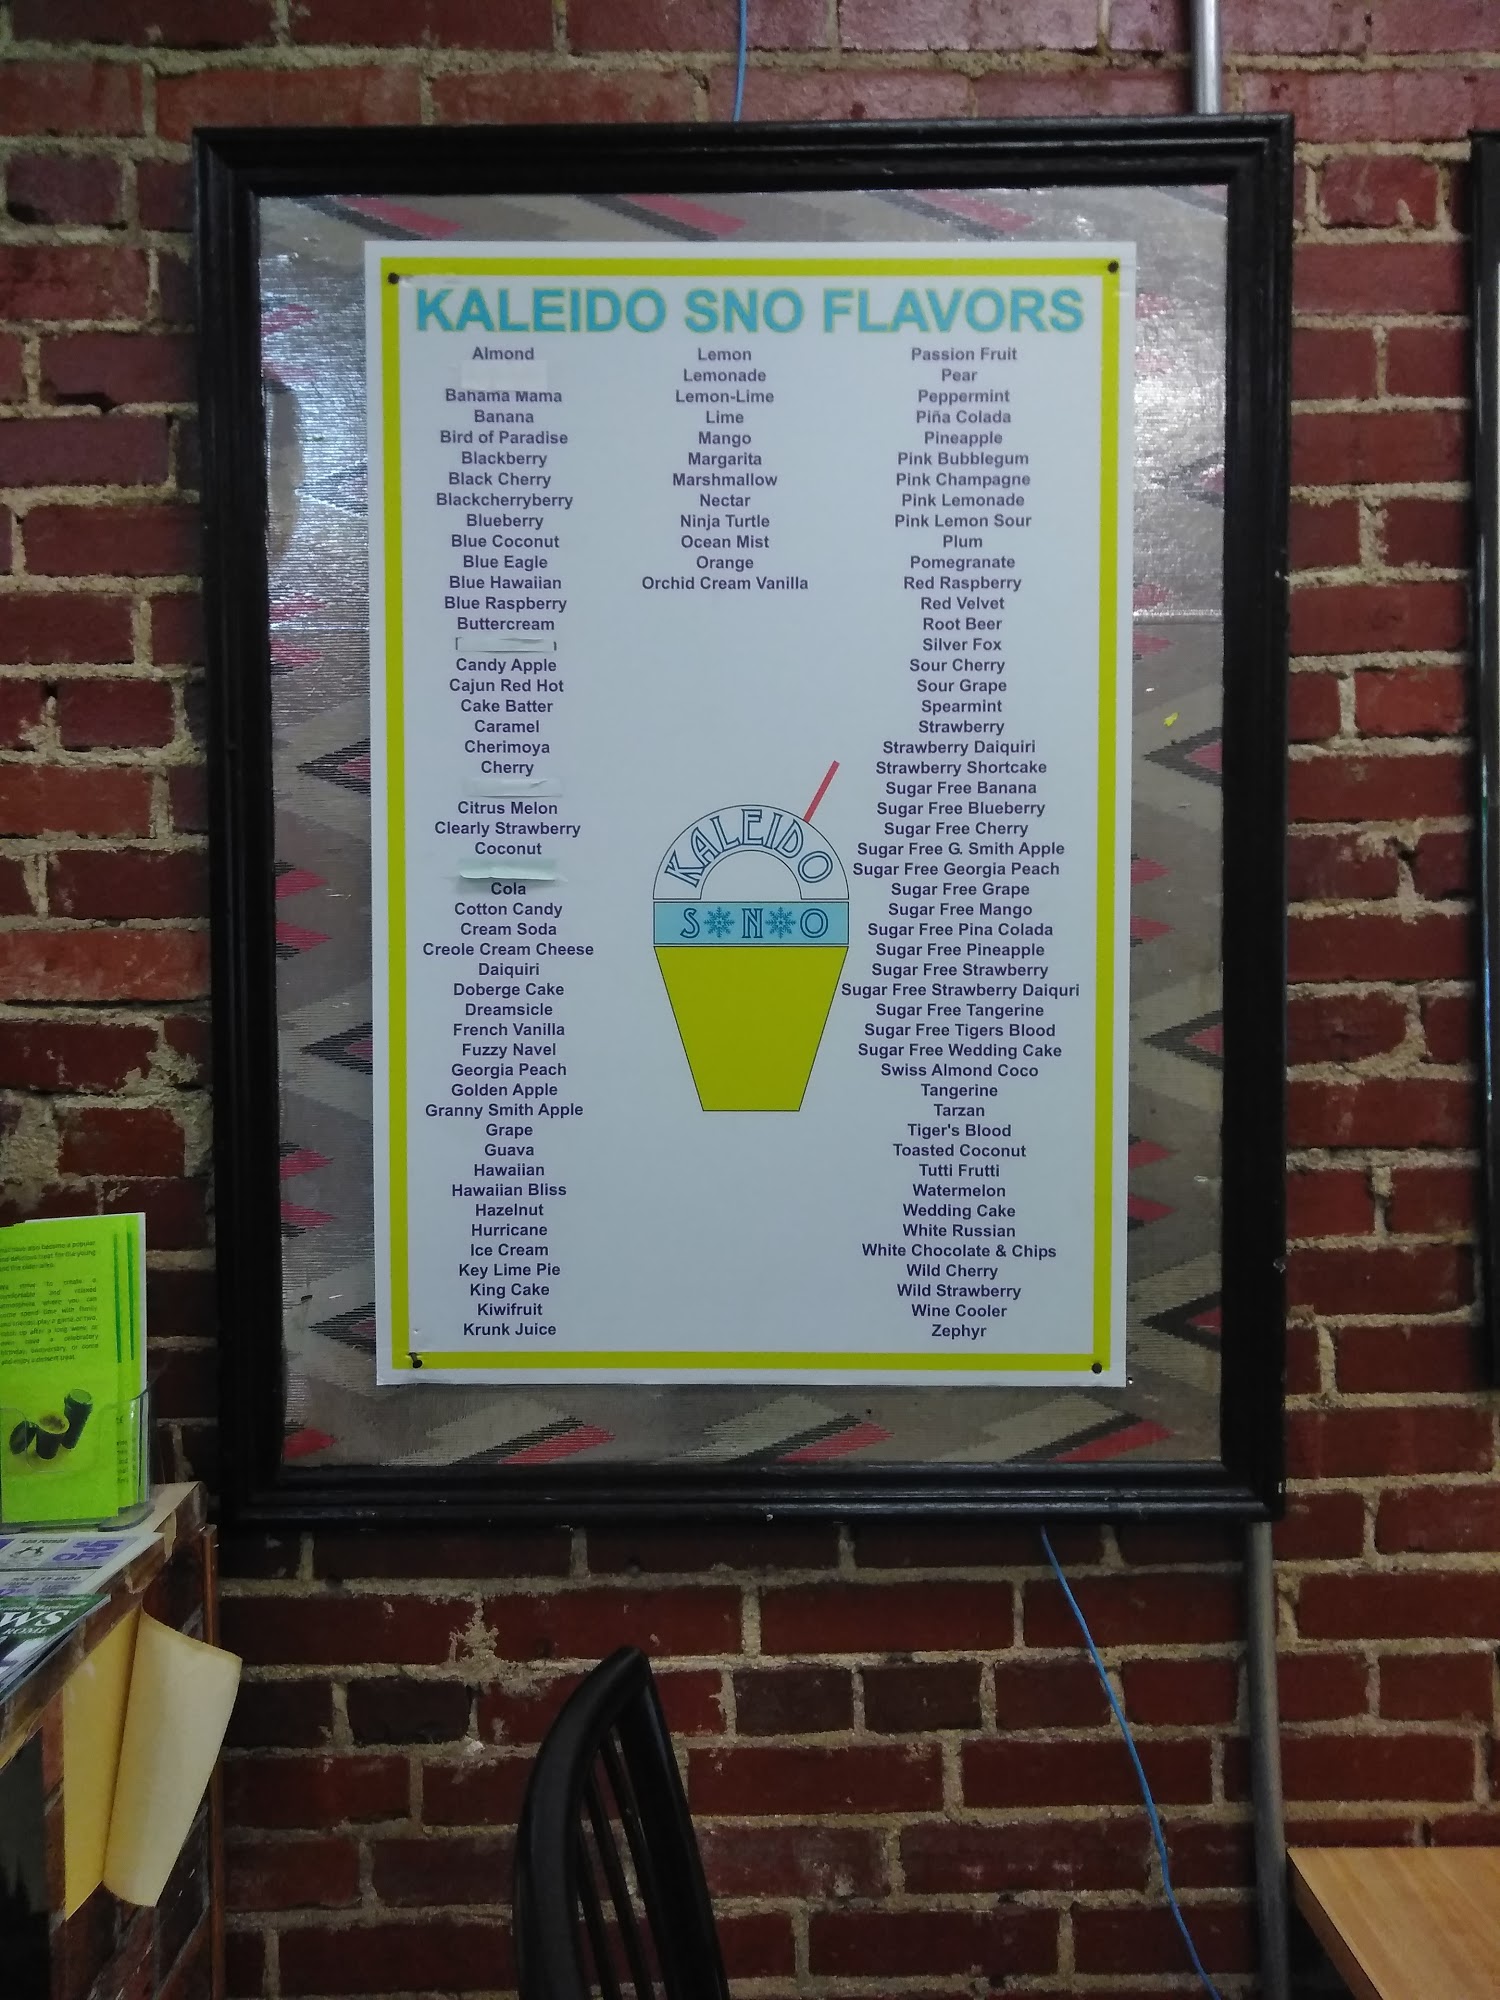 KALEIDO SNO FLAVORS
Almond
Bahama Mama
Banana
Bird of Paradise
Blackberry
Black Cherry
Blackcherryberry
Blueberry
Blue Coconut
Blue Eagle
Blue Hawaiian
Blue Raspberry
Buttercream
Candy Apple
Cajun Red Hot
Cake Batter
Caramel
Cherimoya
Cherry
Citrus Melon
Clearly Strawberry
Coconut
Cola
Cotton Candy
Cream Soda
Creole Cream Cheese
Daiquiri
Doberge Cake
Dreamsicle
French Vanilla
Fuzzy Navel
Georgia Peach
Golden Apple
Granny Smith Apple
Grape
Guava
Hawaiian
Hawaiian Bliss
Hazelnut
Hurricane
Ice Cream
Key Lime Pie
King Cake
Kiwifruit
Krunk Juice
Lemon
Lemonade
Lemon-Lime
Lime
Mango
Margarita
Marshmallow
Nectar
Ninja Turtle
Ocean Mist
Orange
Orchid Cream Vanilla
KALEIDO
SNO
Passion Fruit
Pear
Peppermint
Piña Colada
Pineapple
Pink Bubblegum
Pink Champagne
Pink Lemonade
Pink Lemon Sour
Plum
Pomegranate
Red Raspberry
Red Velvet
Root Beer
Silver Fox
Sour Cherry
Sour Grape
Spearmint
Strawberry
Strawberry Daiquiri
Strawberry Shortcake
Sugar Free Banana
Sugar Free Blueberry
Sugar Free Cherry
Sugar Free G. Smith Apple
Sugar Free Georgia Peach
Sugar Free Grape
Sugar Free Mango
Sugar Free Pina Colada
Sugar Free Pineapple
Sugar Free Strawberry
Sugar Free Strawberry Daiquri
Sugar Free Tangerine
Sugar Free Tigers Blood
Sugar Free Wedding Cake
Swiss Almond Coco
Tangerine
Tarzan
Tiger's Blood
Toasted Coconut
Tutti Frutti
Watermelon
Wedding Cake
White Russian
White Chocolate & Chips
Wild Cherry
Wild Strawberry
Wine Cooler
Zephyr
$5
OFF
WS
ROME